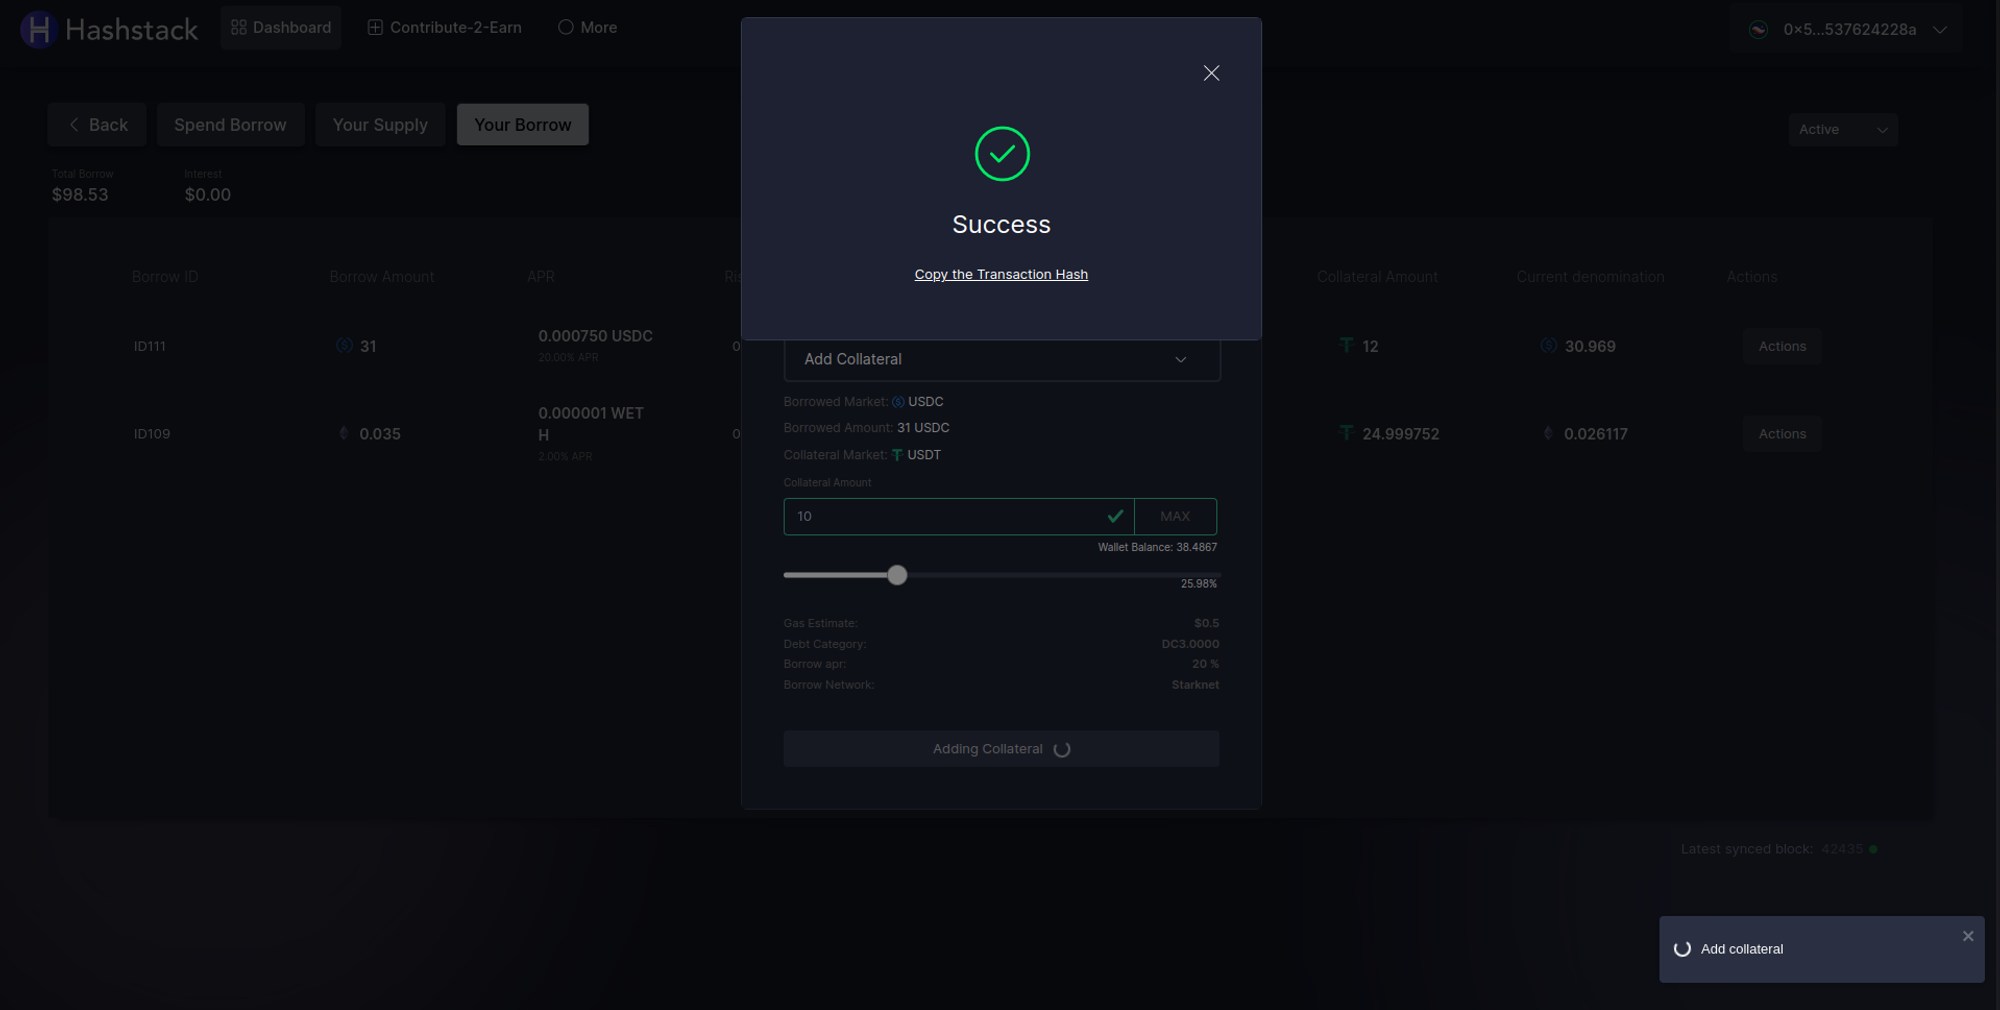 Hashstack
Dashboard
Contribute-2-Earn
More
0x5...537624228a
Back
Spend Borrow
Your Supply
Your Borrow
Active
Total Borrow
Interest
$98.53
$0.00
Success
Copy the Transaction Hash
Borrow ID
Borrow Amount
APR
Collateral Amount
Current denomination
Actions
ID111
31
0.000750 USDC
20.00% APR
0
12
30.969
Actions
ID109
0.035
0.000001 WET
H
2.00% APR
0
24.999752
0.026117
Actions
Add Collateral
Borrowed Market: USDC
Borrowed Amount: 31 USDC
Collateral Market: USDT
Collateral Amount
10
MAX
Wallet Balance: 38.4867
25.98%
Gas Estimate: $0.5
Debt Category: DC3.0000
Borrow apr: 20 %
Borrow Network: Starknet
Adding Collateral
Latest synced block: 42435
Add collateral